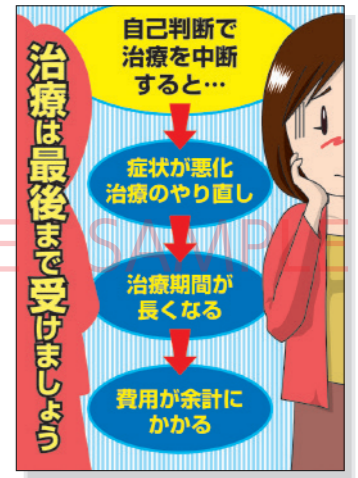 治療は最後まで受けましょう
自己判断で
治療を中断
すると…
症状が悪化
治療のやり直し
治療期間が
長くなる
費用が余計に
かかる
SAMPLE